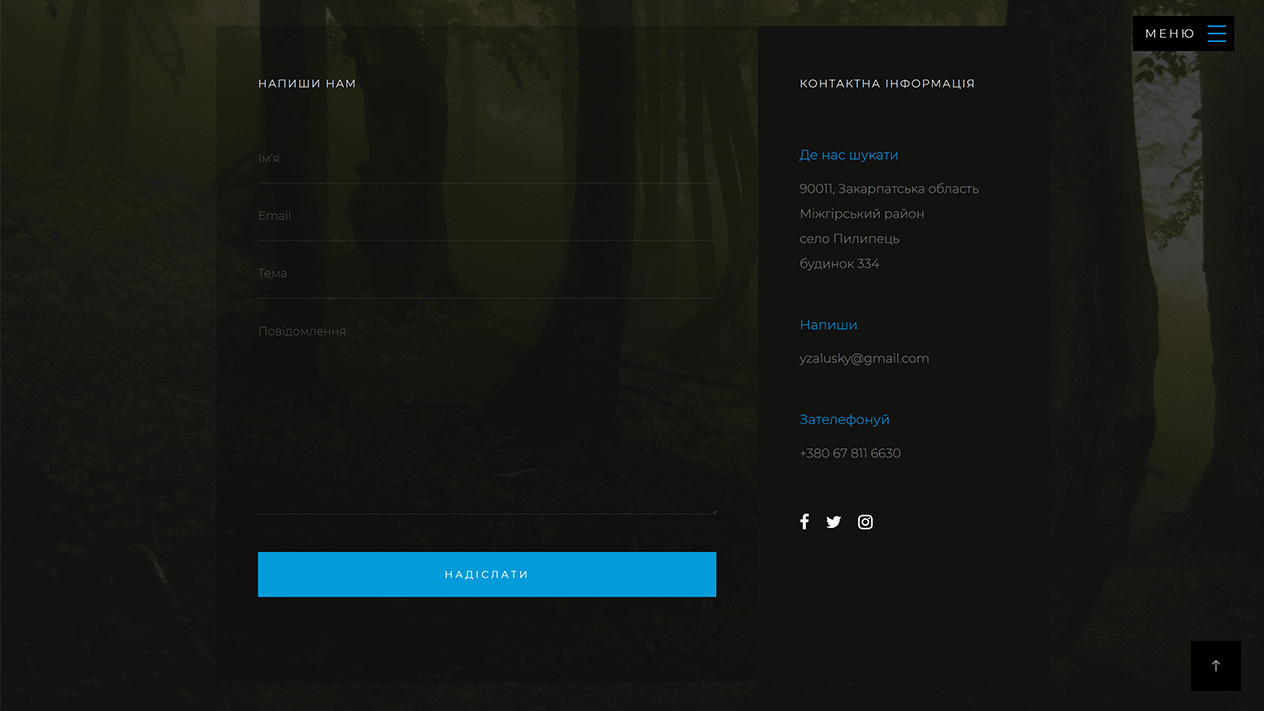 МЕНЮ
НАПИШИ НАМ
Ім'я
Email
Тема
Повідомлення
НАДІСЛАТИ
КОНТАКТНА ІНФОРМАЦІЯ
Де нас шукати
90011, Закарпатська область
Міжгірський район
село Пилипець
будинок 334
Напиши
yzalusky@gmail.com
Зателефонуй
+380 67 811 6630